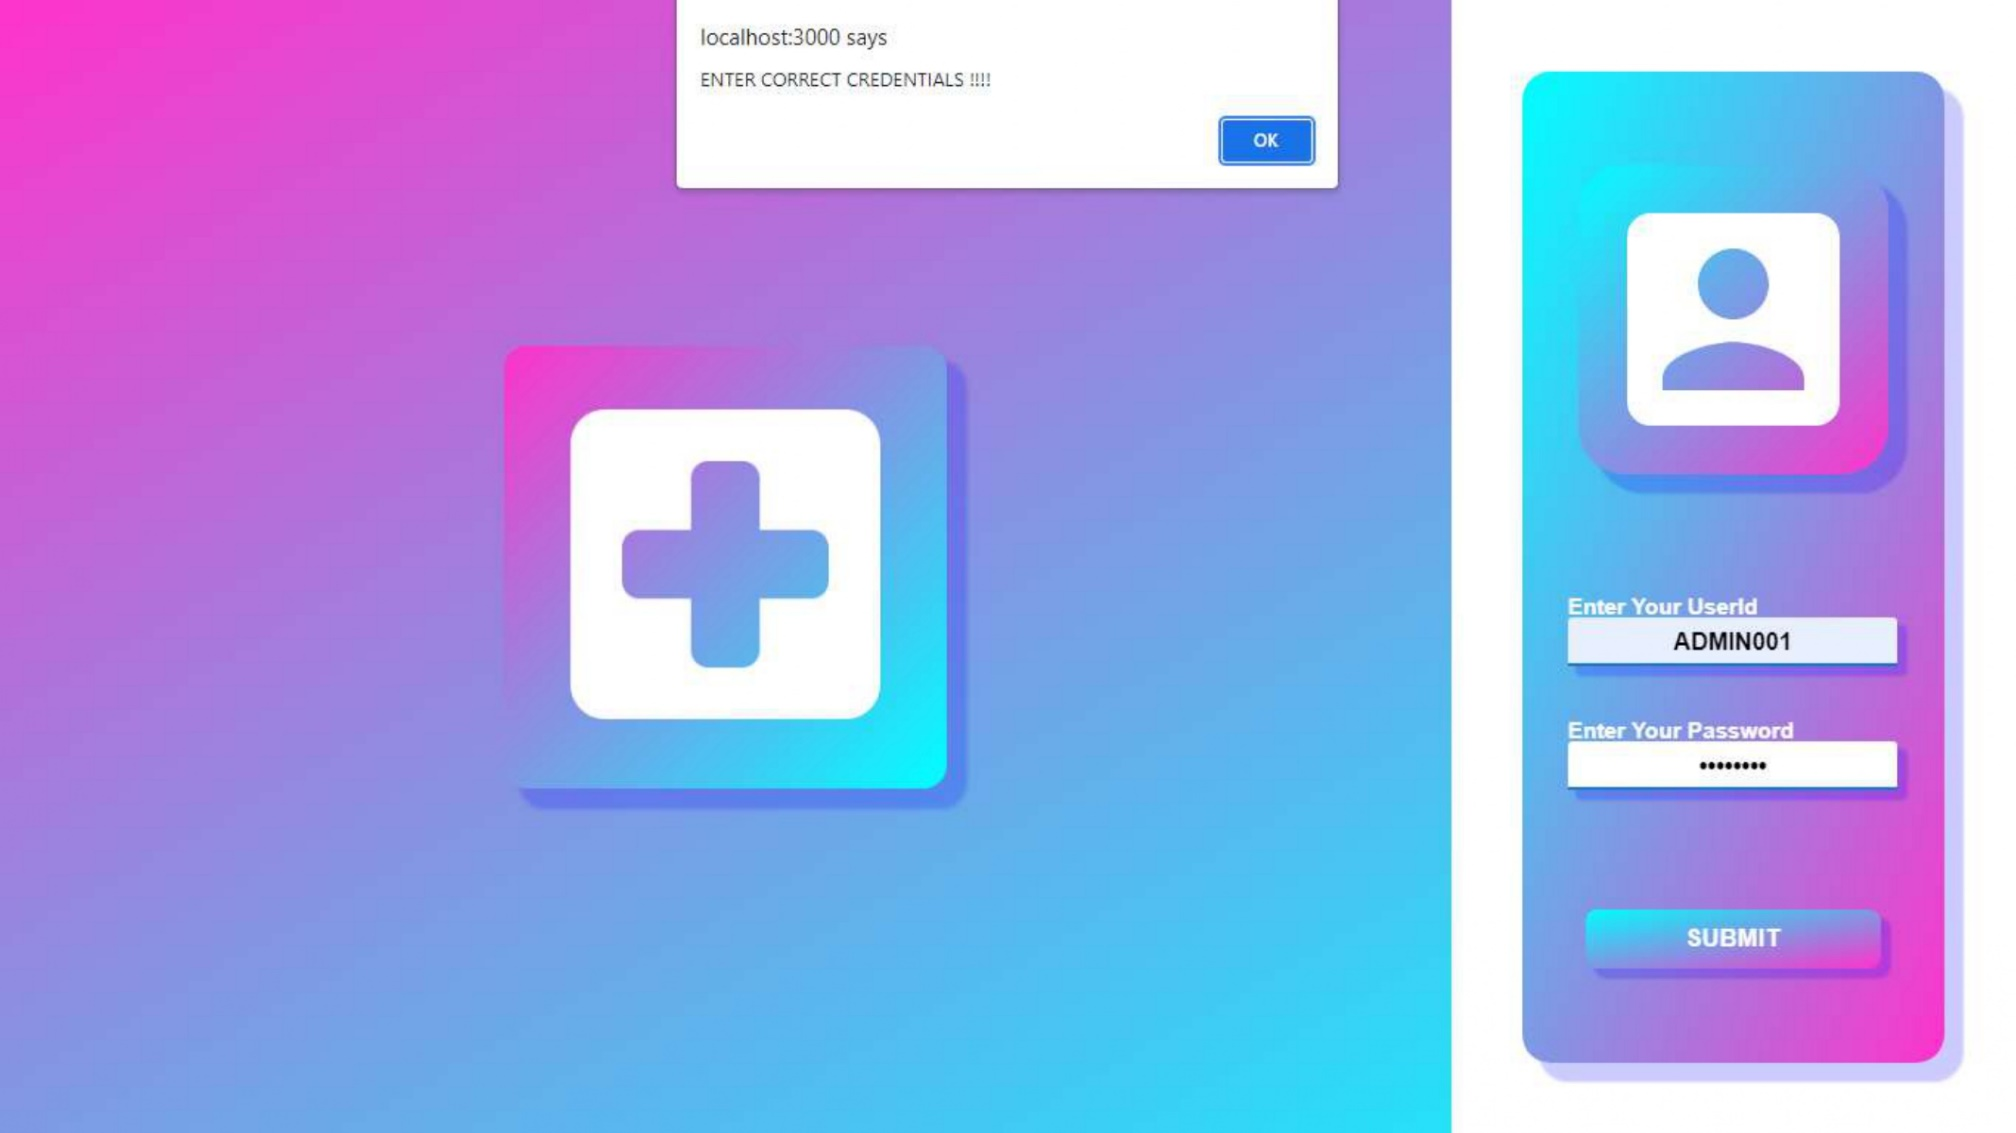 localhost:3000 says
ENTER CORRECT CREDENTIALS !!!!
OK
Enter Your UserId
ADMIN001
Enter Your Password
••••••••
SUBMIT